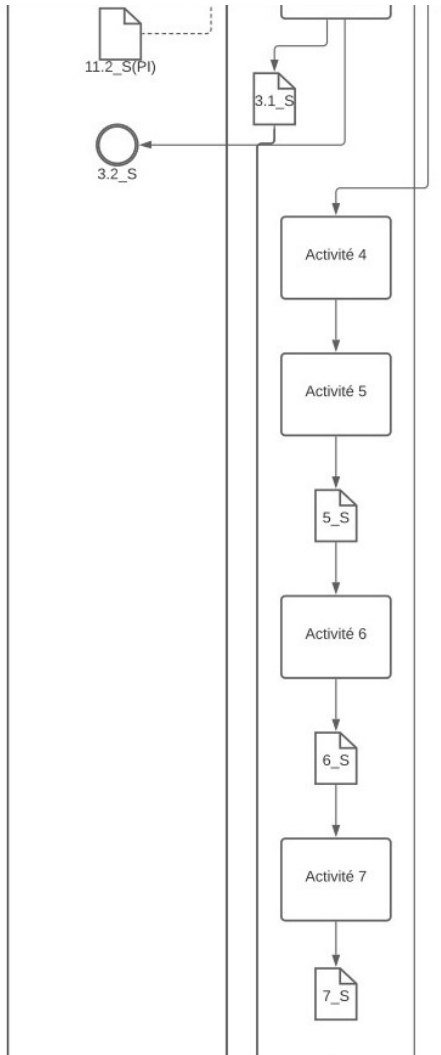 11.2_S(PI)
3.1_S
3.2_S
Activité 4
Activité 5
5_S
Activité 6
6_S
Activité 7
7_S